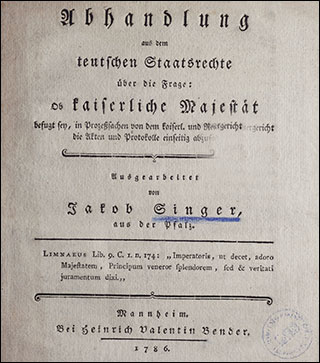 Abhandlung
aus dem
teutschen Staatsrechte
über die Frage:
Ob kaiserliche Majestät
befugt sey, in Prozeßsachen von dem kaiserl. und
die Akten und Protokolle einseitig
Ausgearbeitet
von
Jakob Singer,
aus der Pfalz.
LIMNAEUS Lib. 9. C. 1. n. 174: „Imperatoris, ut decet, adoro
Majestatem, Principum veneror splendorem, sed & veritati
juramentum dixi.„
Mannheim.
Bei Heinrich Valentin Bender.
1786.